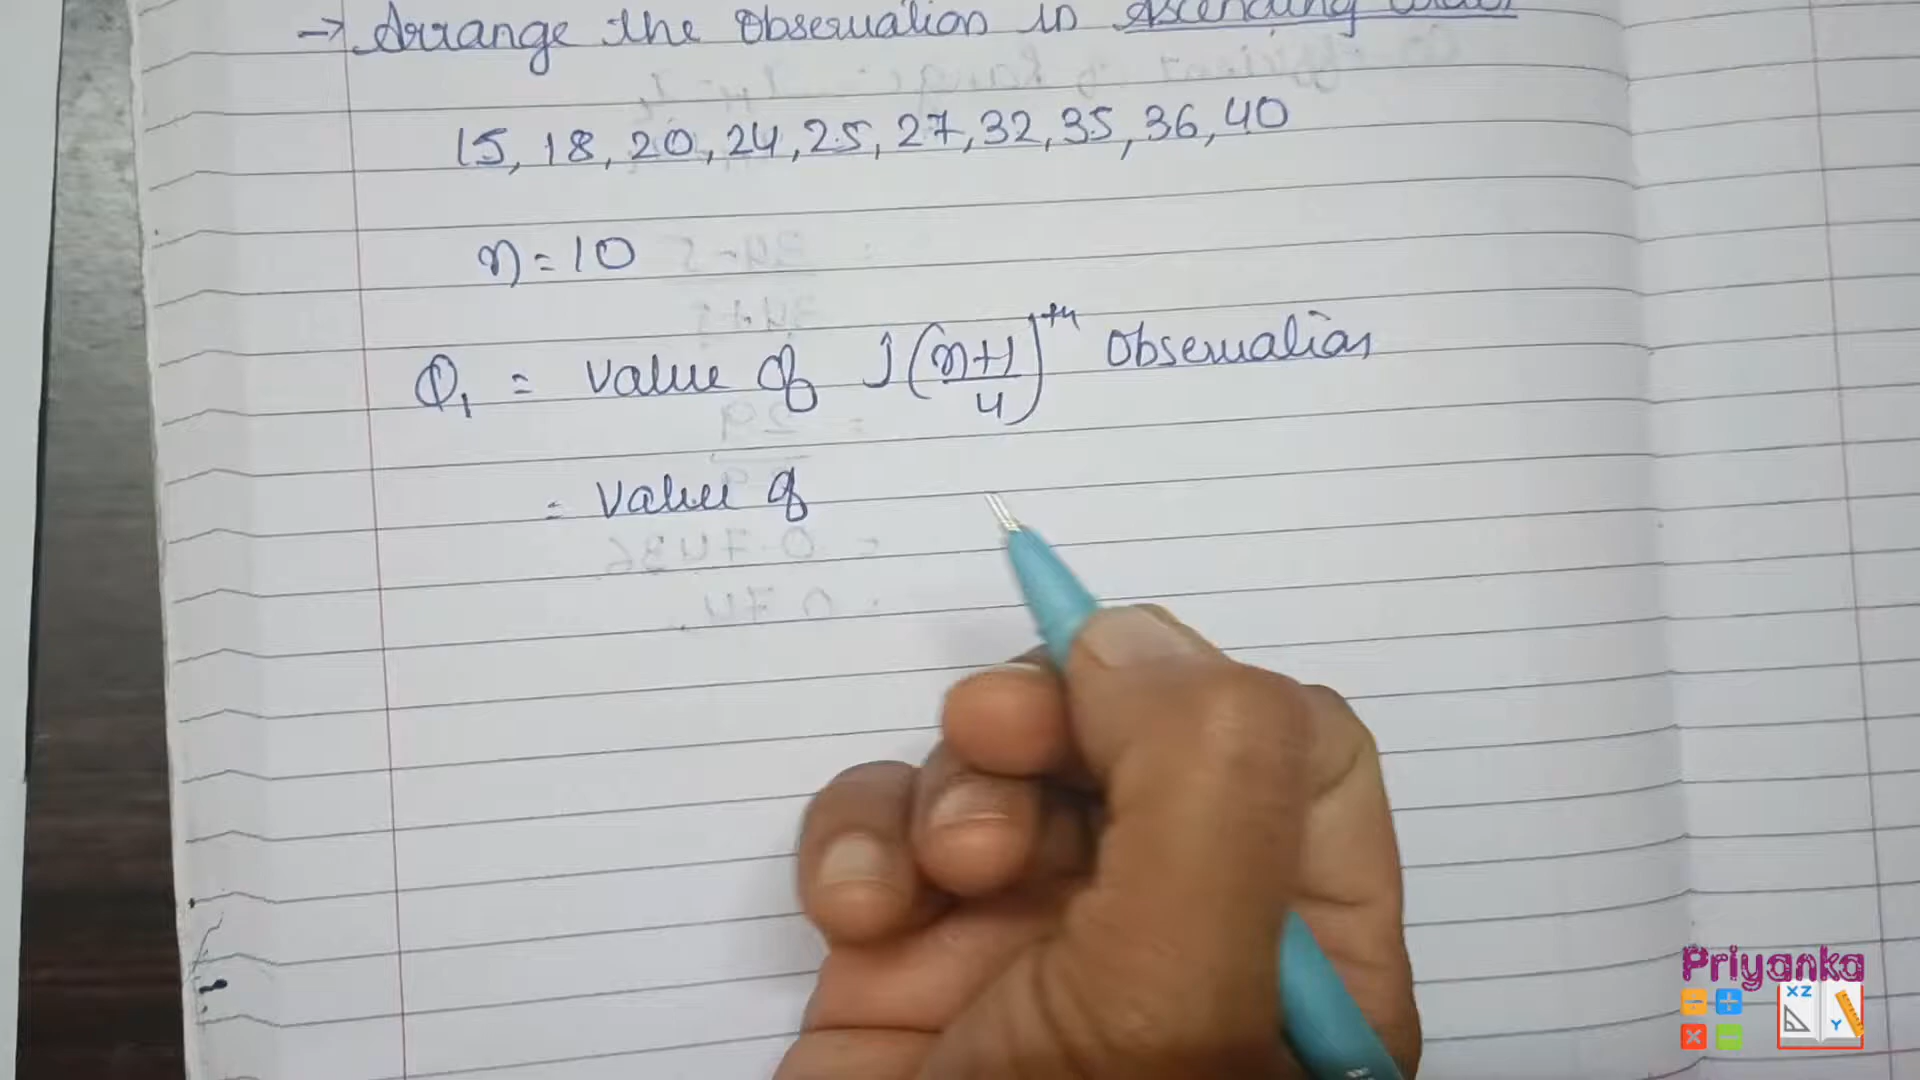 → Arrange the Observation in Ascending order
15, 18, 20, 24, 25, 27, 32, 35, 36, 40
n = 10
Q₁ = Value of J(n+1/4)ᵗʰ Observation
= Value of
Priyanka
XZ
Y